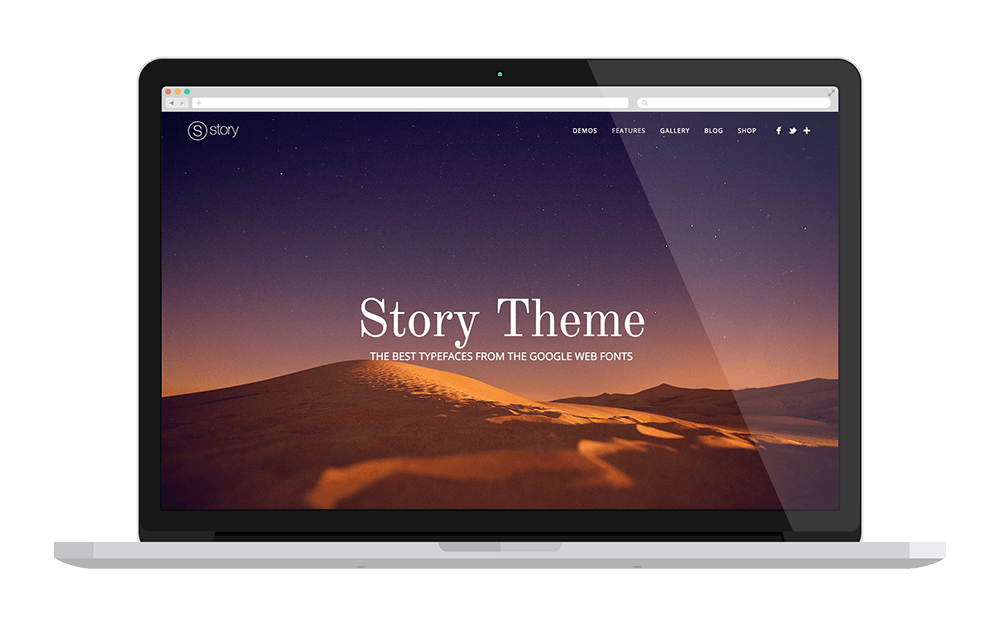 S story
DEMOS FEATURES GALLERY BLOG SHOP
Story Theme
THE BEST TYPEFACES FROM THE GOOGLE WEB FONTS